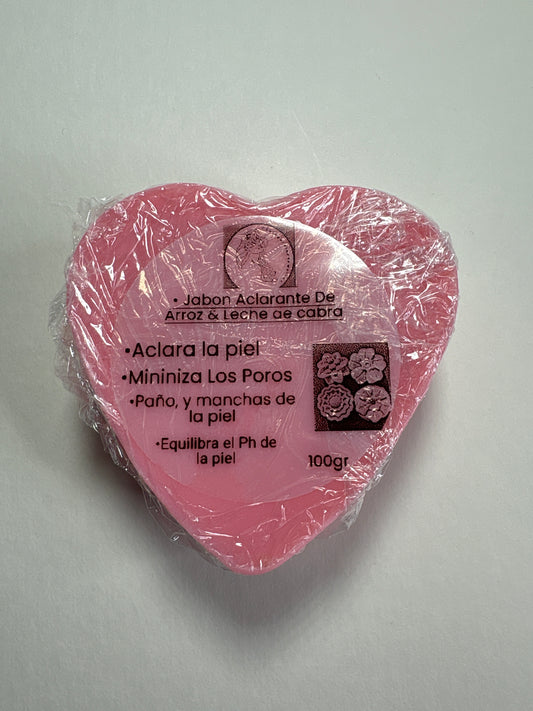 • Jabon Aclarante De
Arroz & Leche de cabra
•Aclara la piel
•Mininiza Los Poros
•Paño, y manchas de
la piel
•Equilibra el Ph de
la piel
100gr